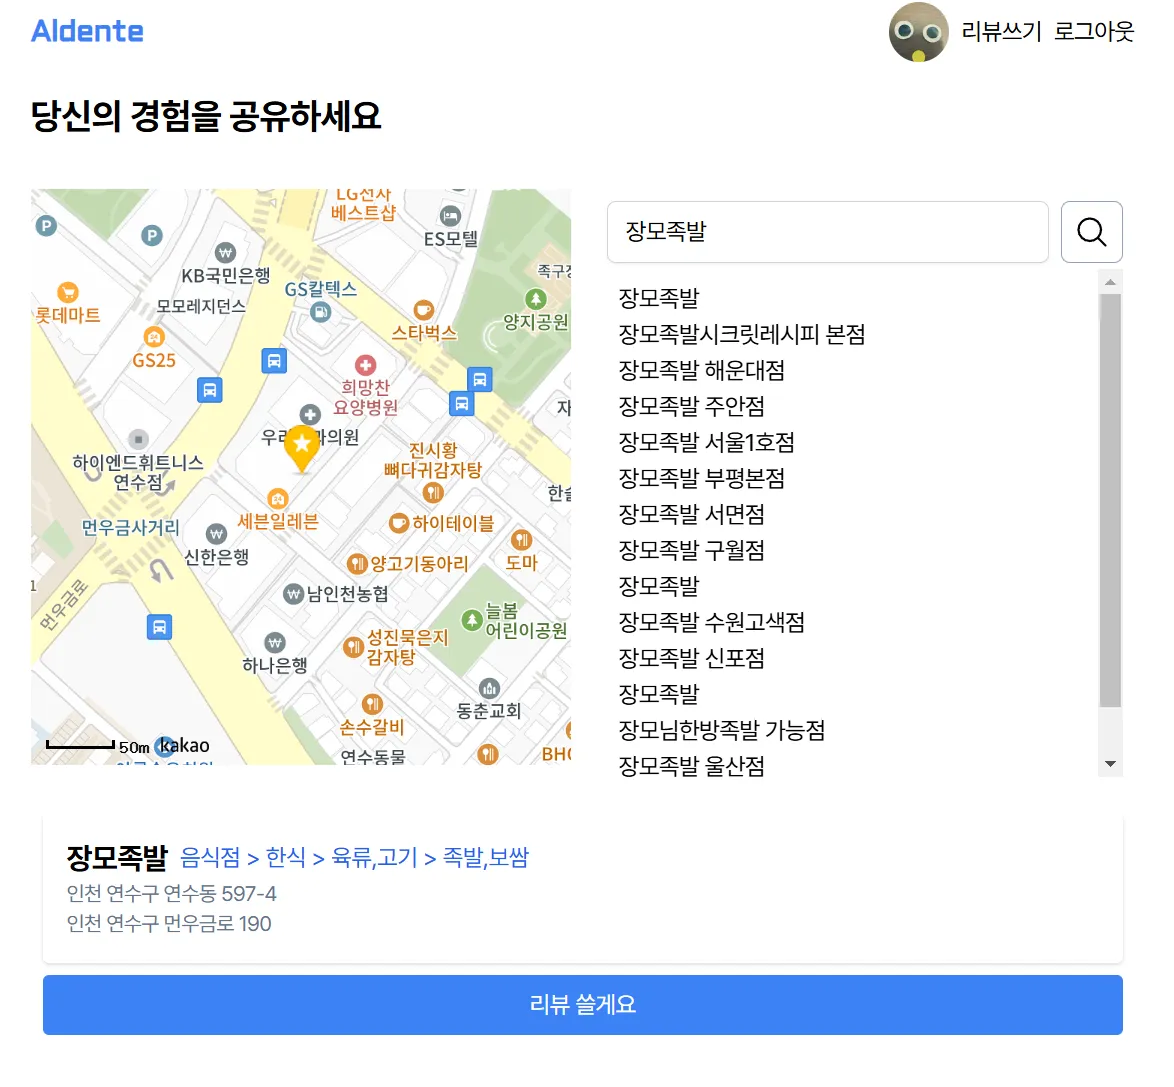 Aldente
리뷰쓰기 로그아웃
당신의 경험을 공유하세요
LG전자
베스트샵
P
P
ES모텔
KB국민은행
모모레지던스
GS칼텍스
롯데마트
GS25
스타벅스
양지공원
희망찬
요양병원
진시황
뼈다귀감자탕
하이엔드휘트니스
연수점
세븐일레븐
하이테이블
먼우금사거리
신한은행
양고기동아리
도마
남인천농협
먼우금로
늘봄
어린이공원
성진묵은지
감자탕
하나은행
동춘교회
손수갈비
연수동물
50m kakao
장모족발
장모족발
장모족발시크릿레시피 본점
장모족발 해운대점
장모족발 주안점
장모족발 서울1호점
장모족발 부평본점
장모족발 서면점
장모족발 구월점
장모족발
장모족발 수원고색점
장모족발 신포점
장모족발
장모님한방족발 가능점
장모족발 울산점
장모족발 음식점 > 한식 > 육류,고기 > 족발,보쌈
인천 연수구 연수동 597-4
인천 연수구 먼우금로 190
리뷰 쓸게요